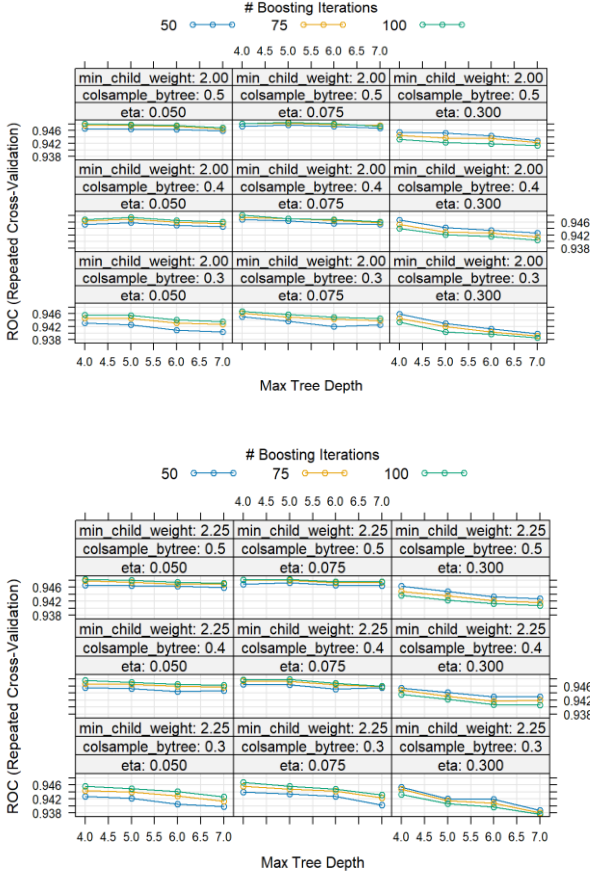 # Boosting Iterations
50 75 100
4.0 4.5 5.0 5.5 6.0 6.5 7.0
min_child_weight: 2.00 min_child_weight: 2.00 min_child_weight: 2.00
colsample_bytree: 0.5 colsample_bytree: 0.5 colsample_bytree: 0.5
eta: 0.050 eta: 0.075 eta: 0.300
0.946
0.942
0.938
min_child_weight: 2.00 min_child_weight: 2.00 min_child_weight: 2.00
colsample_bytree: 0.4 colsample_bytree: 0.4 colsample_bytree: 0.4
eta: 0.050 eta: 0.075 eta: 0.300
0.946
0.942
0.938
min_child_weight: 2.00 min_child_weight: 2.00 min_child_weight: 2.00
colsample_bytree: 0.3 colsample_bytree: 0.3 colsample_bytree: 0.3
eta: 0.050 eta: 0.075 eta: 0.300
0.946
0.942
0.938
ROC (Repeated Cross-Validation)
4.0 4.5 5.0 5.5 6.0 6.5 7.0 4.0 4.5 5.0 5.5 6.0 6.5 7.0
Max Tree Depth
# Boosting Iterations
50 75 100
4.0 4.5 5.0 5.5 6.0 6.5 7.0
min_child_weight: 2.25 min_child_weight: 2.25 min_child_weight: 2.25
colsample_bytree: 0.5 colsample_bytree: 0.5 colsample_bytree: 0.5
eta: 0.050 eta: 0.075 eta: 0.300
0.946
0.942
0.938
min_child_weight: 2.25 min_child_weight: 2.25 min_child_weight: 2.25
colsample_bytree: 0.4 colsample_bytree: 0.4 colsample_bytree: 0.4
eta: 0.050 eta: 0.075 eta: 0.300
0.946
0.942
0.938
min_child_weight: 2.25 min_child_weight: 2.25 min_child_weight: 2.25
colsample_bytree: 0.3 colsample_bytree: 0.3 colsample_bytree: 0.3
eta: 0.050 eta: 0.075 eta: 0.300
0.946
0.942
0.938
ROC (Repeated Cross-Validation)
4.0 4.5 5.0 5.5 6.0 6.5 7.0 4.0 4.5 5.0 5.5 6.0 6.5 7.0
Max Tree Depth